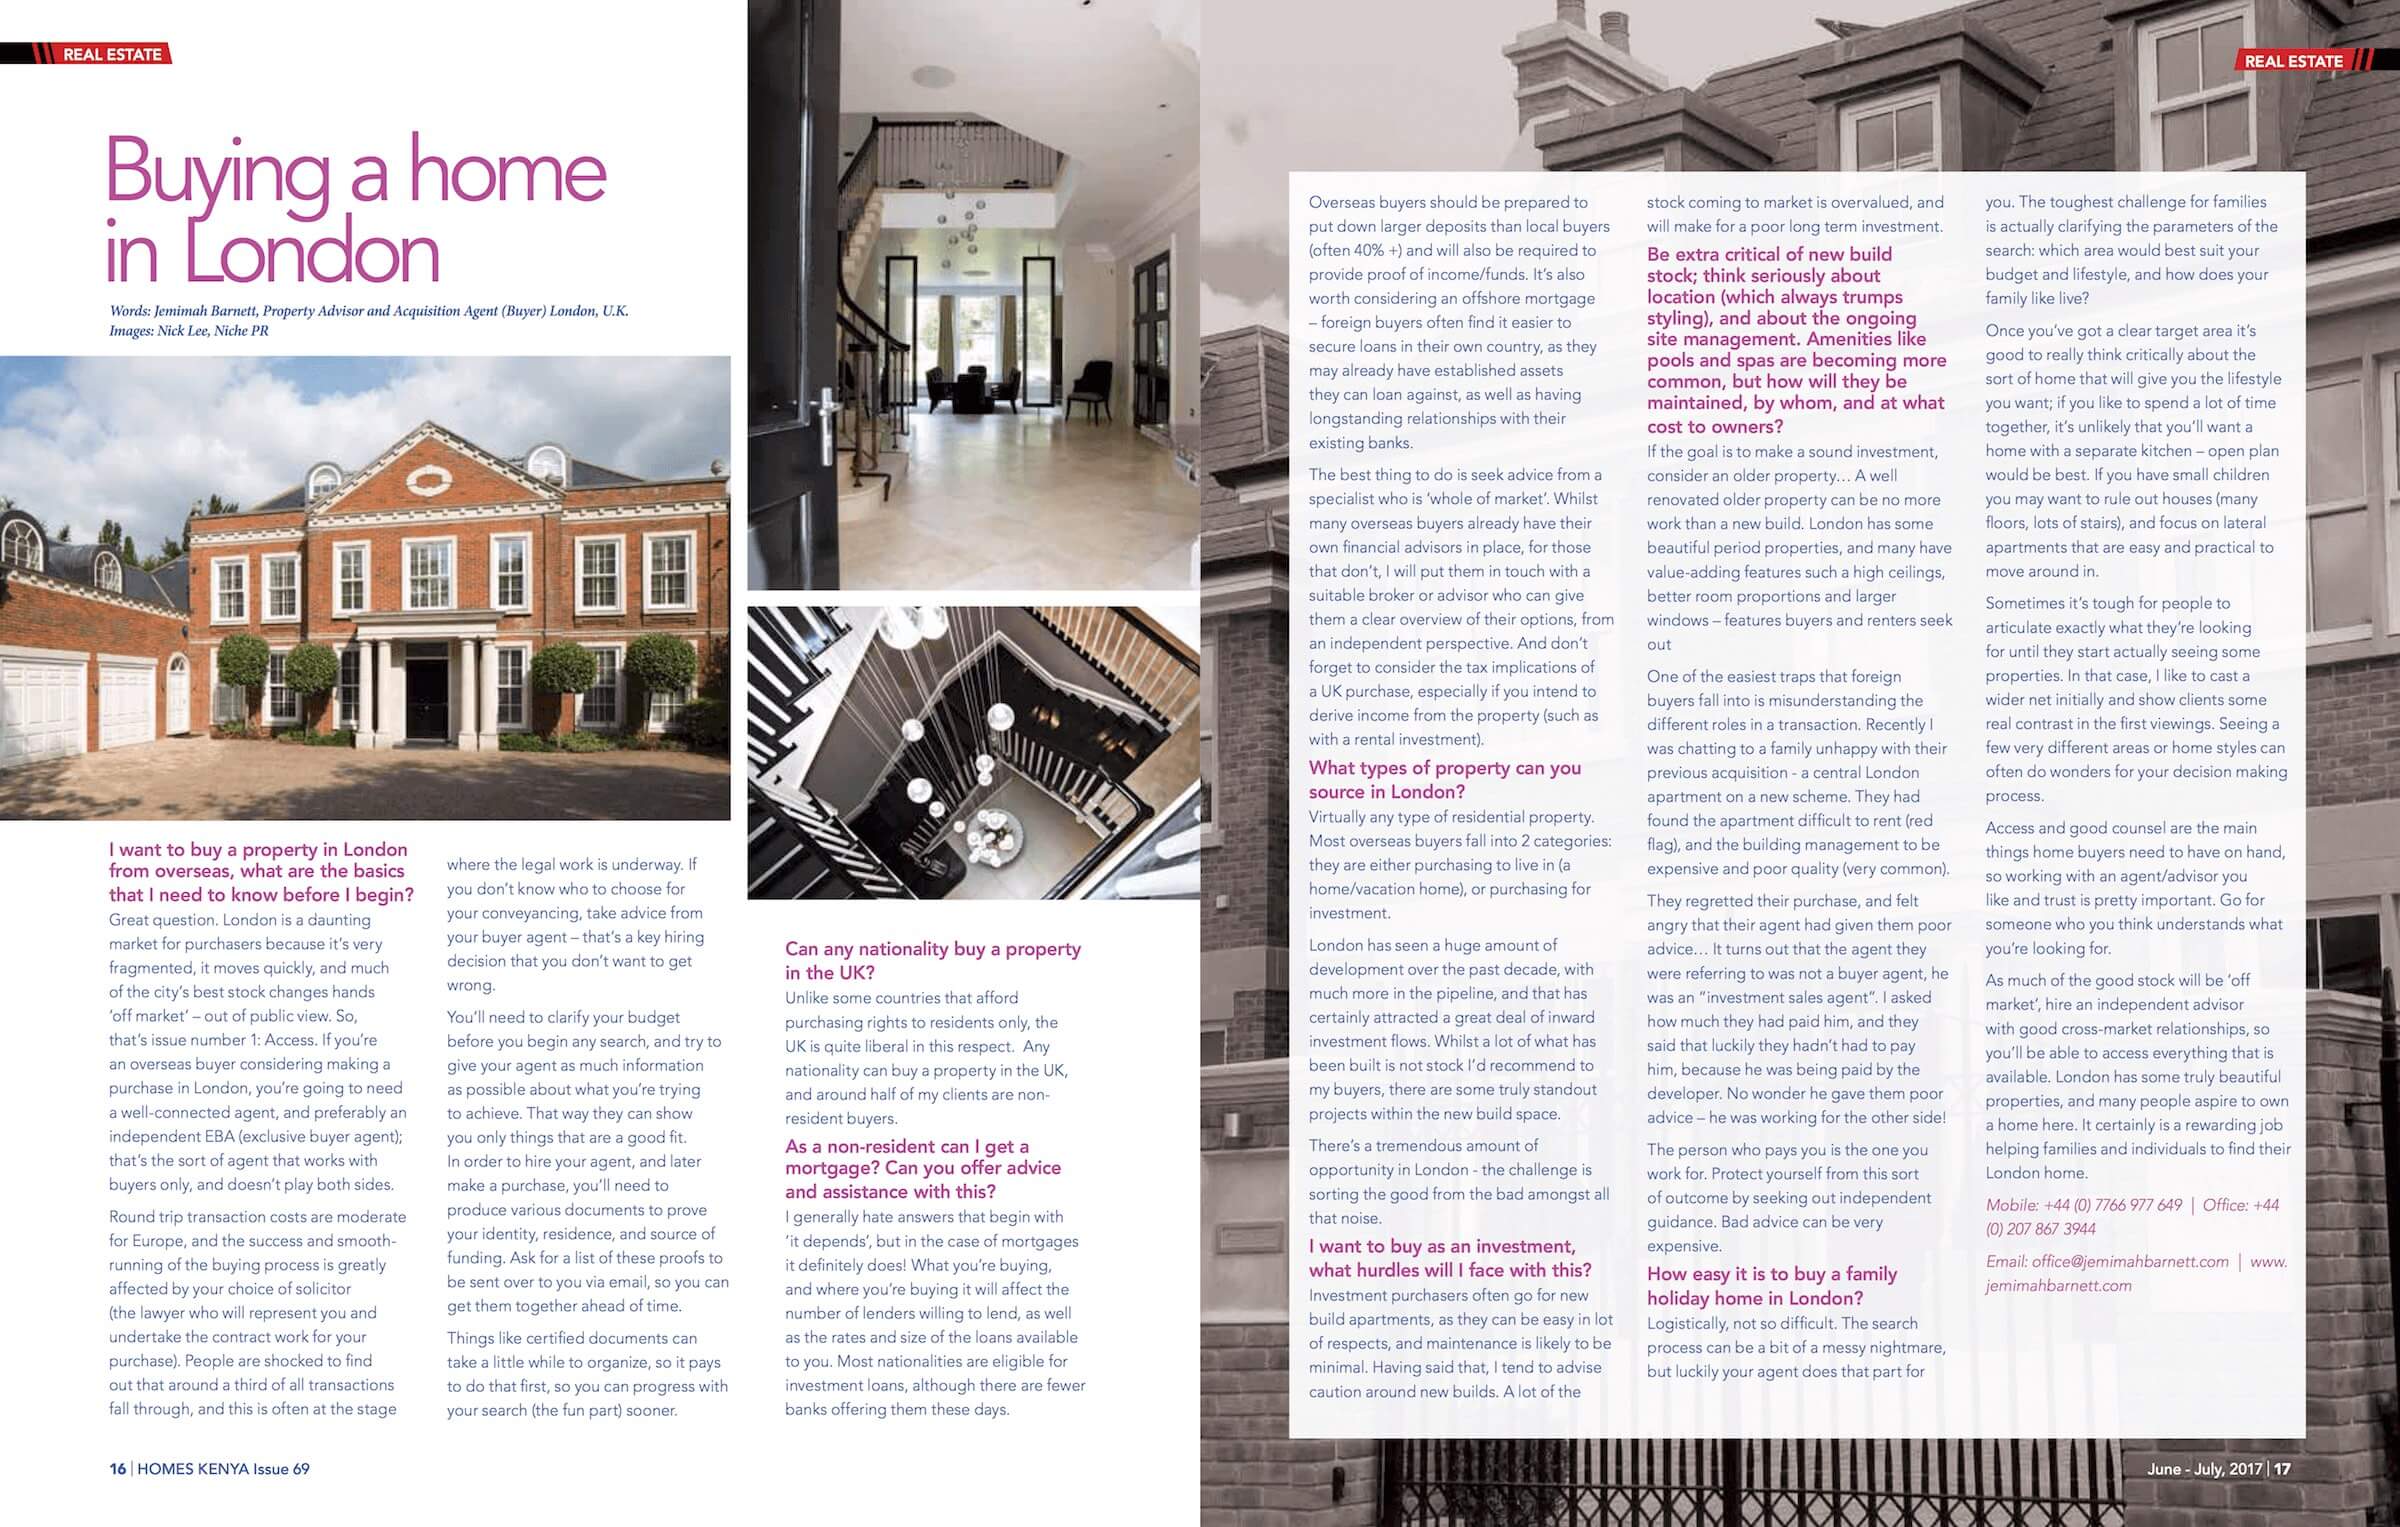 REAL ESTATE
Buying a home
in London
Words: Jemimah Barnett, Property Advisor and Acquisition Agent (Buyer) London, U.K.
Images: Nick Lee, Niche PR
I want to buy a property in London
from overseas, what are the basics
that I need to know before I begin?
Great question. London is a daunting
market for purchasers because it's very
fragmented, it moves quickly, and much
of the city's best stock changes hands
'off market' – out of public view. So,
that's issue number 1: Access. If you're
an overseas buyer considering making a
purchase in London, you're going to need
a well-connected agent, and preferably an
independent EBA (exclusive buyer agent);
that's the sort of agent that works with
buyers only, and doesn't play both sides.
Round trip transaction costs are moderate
for Europe, and the success and smooth-
running of the buying process is greatly
affected by your choice of solicitor
(the lawyer who will represent you and
undertake the contract work for your
purchase). People are shocked to find
out that around a third of all transactions
fall through, and this is often at the stage
where the legal work is underway. If
you don't know who to choose for
your conveyancing, take advice from
your buyer agent – that's a key hiring
decision that you don't want to get
wrong.
You'll need to clarify your budget
before you begin any search, and try to
give your agent as much information
as possible about what you're trying
to achieve. That way they can show
you only things that are a good fit.
In order to hire your agent, and later
make a purchase, you'll need to
produce various documents to prove
your identity, residence, and source of
funding. Ask for a list of these proofs to
be sent over to you via email, so you can
get them together ahead of time.
Things like certified documents can
take a little while to organize, so it pays
to do that first, so you can progress with
your search (the fun part) sooner.
Can any nationality buy a property
in the UK?
Unlike some countries that afford
purchasing rights to residents only, the
UK is quite liberal in this respect. Any
nationality can buy a property in the UK,
and around half of my clients are non-
resident buyers.
As a non-resident can I get a
mortgage? Can you offer advice
and assistance with this?
I generally hate answers that begin with
'it depends', but in the case of mortgages
it definitely does! What you're buying,
and where you're buying it will affect the
number of lenders willing to lend, as well
as the rates and size of the loans available
to you. Most nationalities are eligible for
investment loans, although there are fewer
banks offering them these days.
16 | HOMES KENYA Issue 69
REAL ESTATE
Overseas buyers should be prepared to
put down larger deposits than local buyers
(often 40% +) and will also be required to
provide proof of income/funds. It's also
worth considering an offshore mortgage
– foreign buyers often find it easier to
secure loans in their own country, as they
may already have established assets
they can loan against, as well as having
longstanding relationships with their
existing banks.
The best thing to do is seek advice from a
specialist who is 'whole of market'. Whilst
many overseas buyers already have their
own financial advisors in place, for those
that don't, I will put them in touch with a
suitable broker or advisor who can give
them a clear overview of their options, from
an independent perspective. And don't
forget to consider the tax implications of
a UK purchase, especially if you intend to
derive income from the property (such as
with a rental investment).
What types of property can you
source in London?
Virtually any type of residential property.
Most overseas buyers fall into 2 categories:
they are either purchasing to live in (a
home/vacation home), or purchasing for
investment.
London has seen a huge amount of
development over the past decade, with
much more in the pipeline, and that has
certainly attracted a great deal of inward
investment flows. Whilst a lot of what has
been built is not stock I'd recommend to
my buyers, there are some truly standout
projects within the new build space.
There's a tremendous amount of
opportunity in London - the challenge is
sorting the good from the bad amongst all
that noise.
I want to buy as an investment,
what hurdles will I face with this?
Investment purchasers often go for new
build apartments, as they can be easy in lot
of respects, and maintenance is likely to be
minimal. Having said that, I tend to advise
caution around new builds. A lot of the
stock coming to market is overvalued, and
will make for a poor long term investment.
Be extra critical of new build
stock; think seriously about
location (which always trumps
styling), and about the ongoing
site management. Amenities like
pools and spas are becoming more
common, but how will they be
maintained, by whom, and at what
cost to owners?
If the goal is to make a sound investment,
consider an older property... A well
renovated older property can be no more
work than a new build. London has some
beautiful period properties, and many have
value-adding features such a high ceilings,
better room proportions and larger
windows – features buyers and renters seek
out
One of the easiest traps that foreign
buyers fall into is misunderstanding the
different roles in a transaction. Recently I
was chatting to a family unhappy with their
previous acquisition - a central London
apartment on a new scheme. They had
found the apartment difficult to rent (red
flag), and the building management to be
expensive and poor quality (very common).
They regretted their purchase, and felt
angry that their agent had given them poor
advice... It turns out that the agent they
were referring to was not a buyer agent, he
was an "investment sales agent". I asked
how much they had paid him, and they
said that luckily they hadn't had to pay
him, because he was being paid by the
developer. No wonder he gave them poor
advice – he was working for the other side!
The person who pays you is the one you
work for. Protect yourself from this sort
of outcome by seeking out independent
guidance. Bad advice can be very
expensive.
How easy it is to buy a family
holiday home in London?
Logistically, not so difficult. The search
process can be a bit of a messy nightmare,
but luckily your agent does that part for
you. The toughest challenge for families
is actually clarifying the parameters of the
search: which area would best suit your
budget and lifestyle, and how does your
family like live?
Once you've got a clear target area it's
good to really think critically about the
sort of home that will give you the lifestyle
you want; if you like to spend a lot of time
together, it's unlikely that you'll want a
home with a separate kitchen – open plan
would be best. If you have small children
you may want to rule out houses (many
floors, lots of stairs), and focus on lateral
apartments that are easy and practical to
move around in.
Sometimes it's tough for people to
articulate exactly what they're looking
for until they start actually seeing some
properties. In that case, I like to cast a
wider net initially and show clients some
real contrast in the first viewings. Seeing a
few very different areas or home styles can
often do wonders for your decision making
process.
Access and good counsel are the main
things home buyers need to have on hand,
so working with an agent/advisor you
like and trust is pretty important. Go for
someone who you think understands what
you're looking for.
As much of the good stock will be 'off
market', hire an independent advisor
with good cross-market relationships, so
you'll be able to access everything that is
available. London has some truly beautiful
properties, and many people aspire to own
a home here. It certainly is a rewarding job
helping families and individuals to find their
London home.
Mobile: +44 (0) 7766 977 649 | Office: +44
(0) 207 867 3944
Email: office@jemimahbarnett.com | www.
jemimahbarnett.com
June - July, 2017 | 17